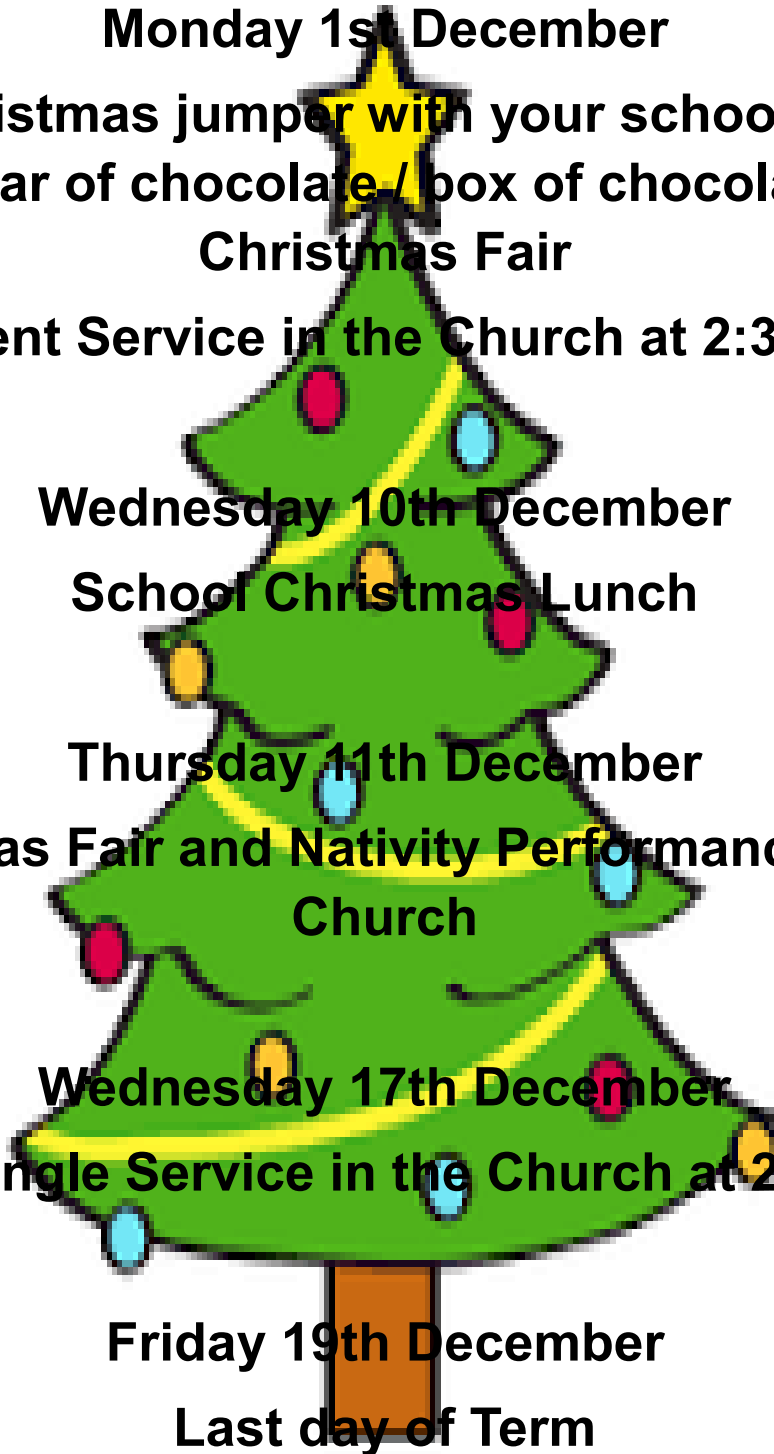 Monday 1st December
istmas jumper with your schoo
ar of chocolate / box of chocola
Christmas Fair
ent Service in the Church at 2:3
Wednesday 10th December
School Christmas Lunch
Thursday 11th December
as Fair and Nativity Performanc
Church
Wednesday 17th December
ngle Service in the Church at 2
Friday 19th December
Last day of Term